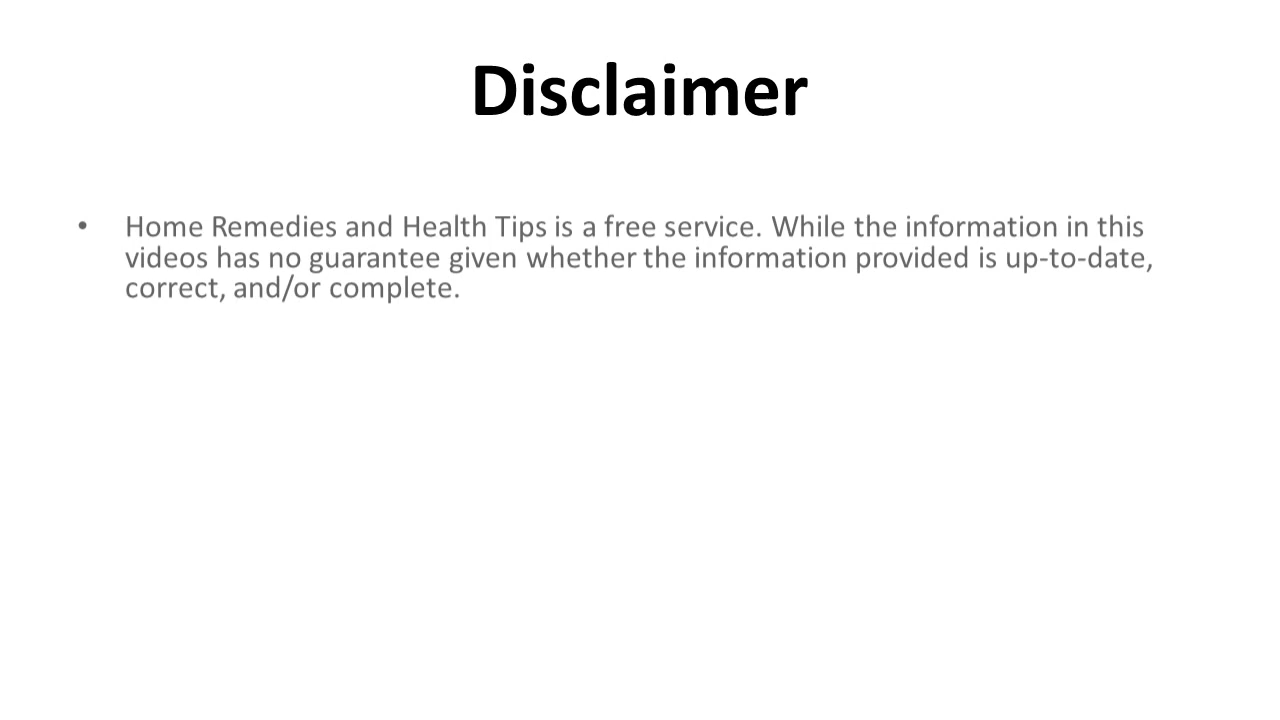 Disclaimer
• Home Remedies and Health Tips is a free service. While the information in this
videos has no guarantee given whether the information provided is up-to-date,
correct, and/or complete.